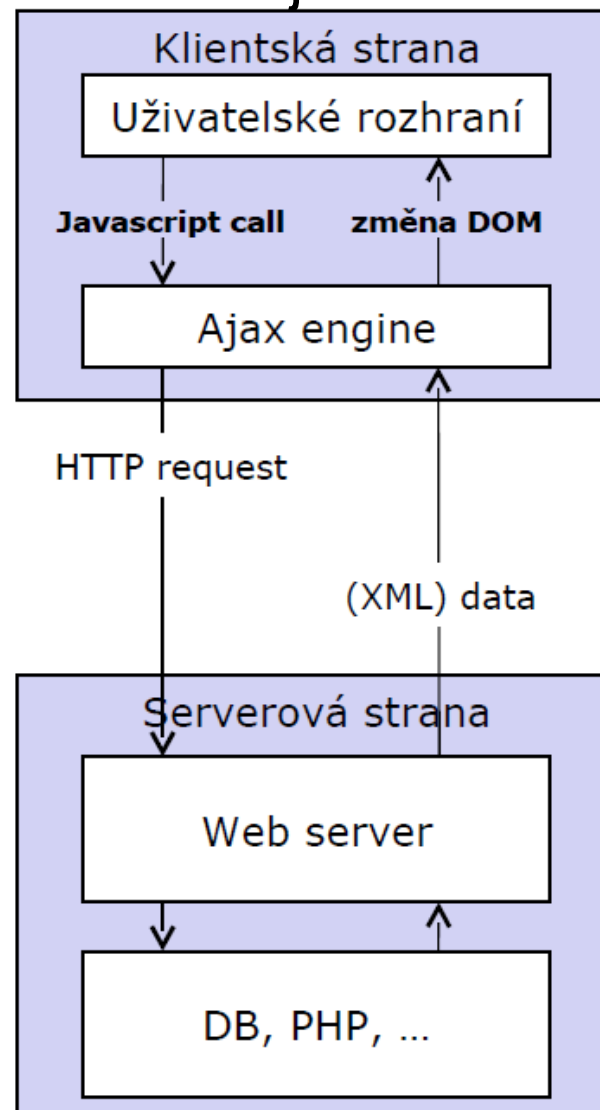 Klientská strana
Uživatelské rozhraní
Javascript call
změna DOM
Ajax engine
HTTP request
(XML) data
Serverová strana
Web server
DB, PHP, ...